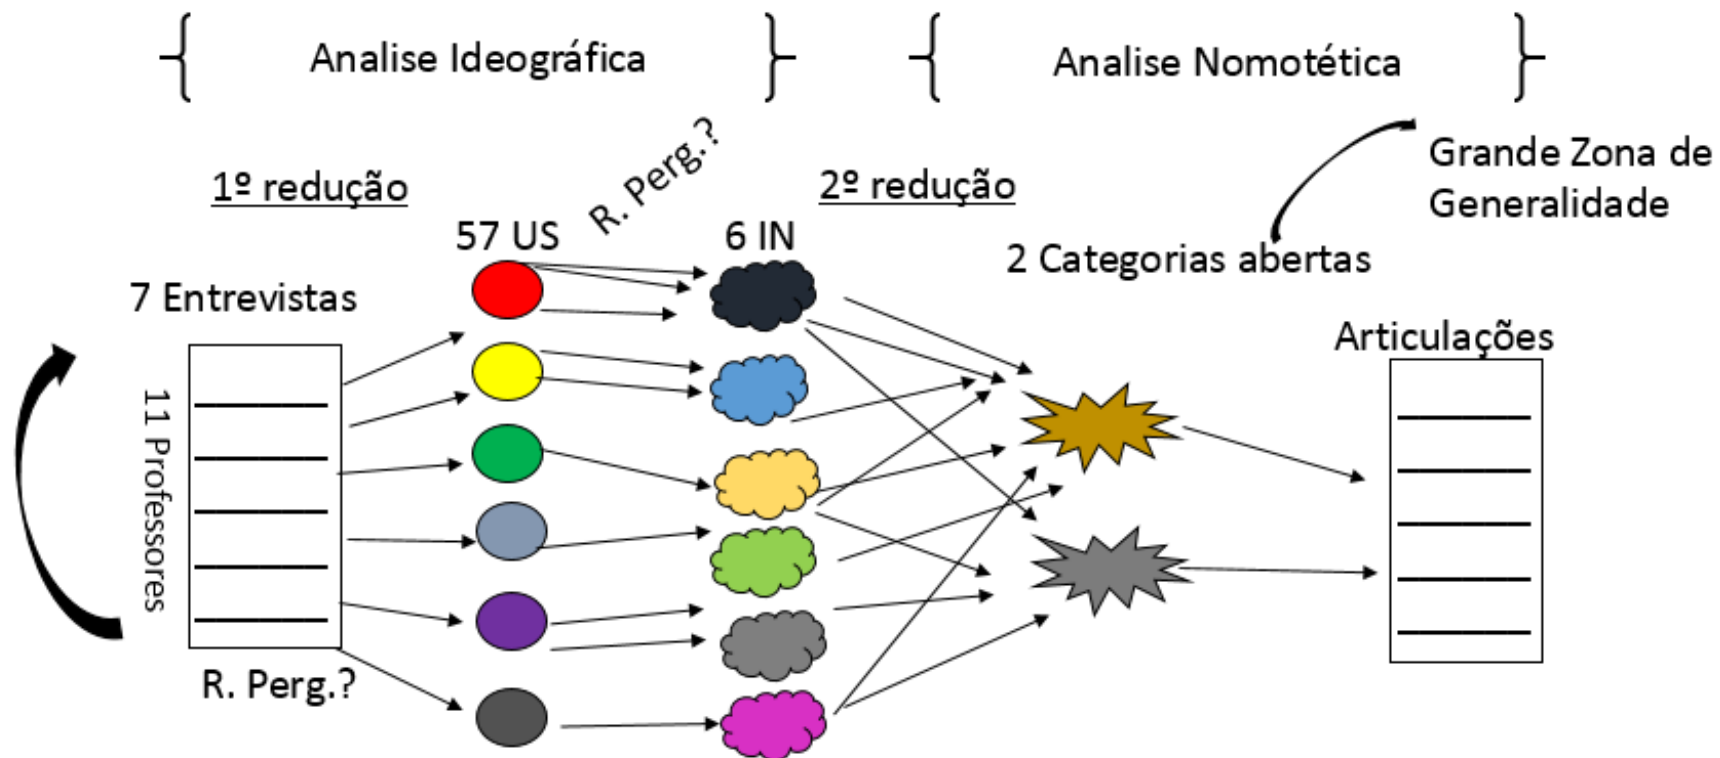 Analise Ideográfica
Analise Nomotética
1º redução
R. Perg.?
2º redução
Grande Zona de
Generalidade
57 US
6 IN
2 Categorias abertas
7 Entrevistas
Articulações
11 Professores
R. Perg.?